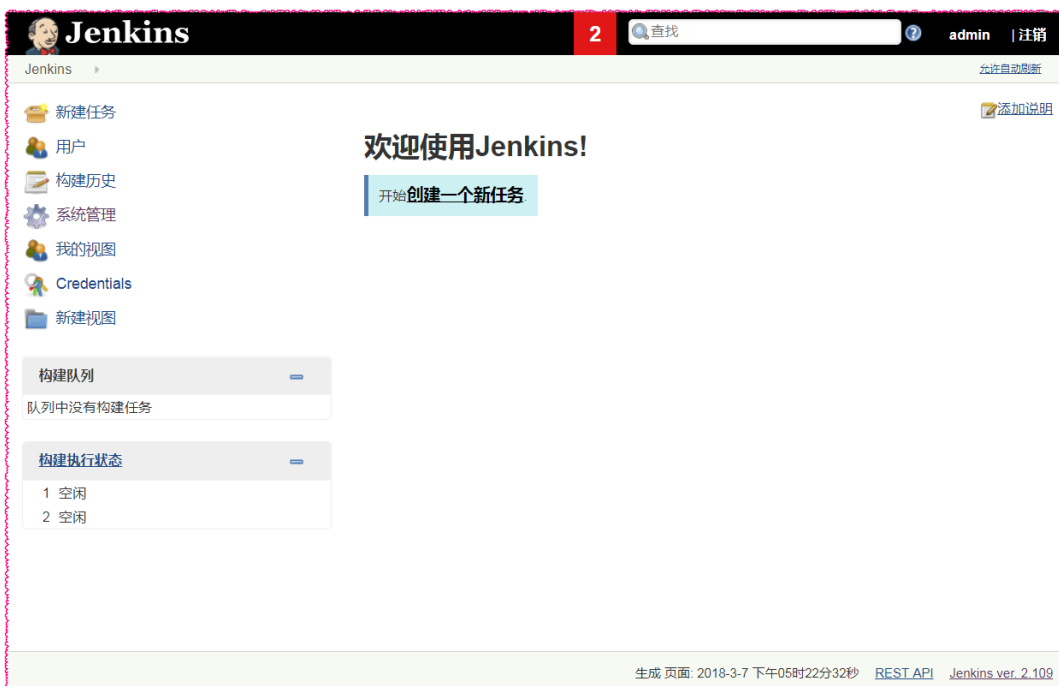 Jenkins
2
查找
admin
|注销
Jenkins
允许自动刷新
新建任务
用户
构建历史
系统管理
我的视图
Credentials
新建视图
添加说明
欢迎使用Jenkins!
开始创建一个新任务.
构建队列
队列中没有构建任务
构建执行状态
1 空闲
2 空闲
生成 页面: 2018-3-7 下午05时22分32秒 REST API Jenkins ver. 2.109